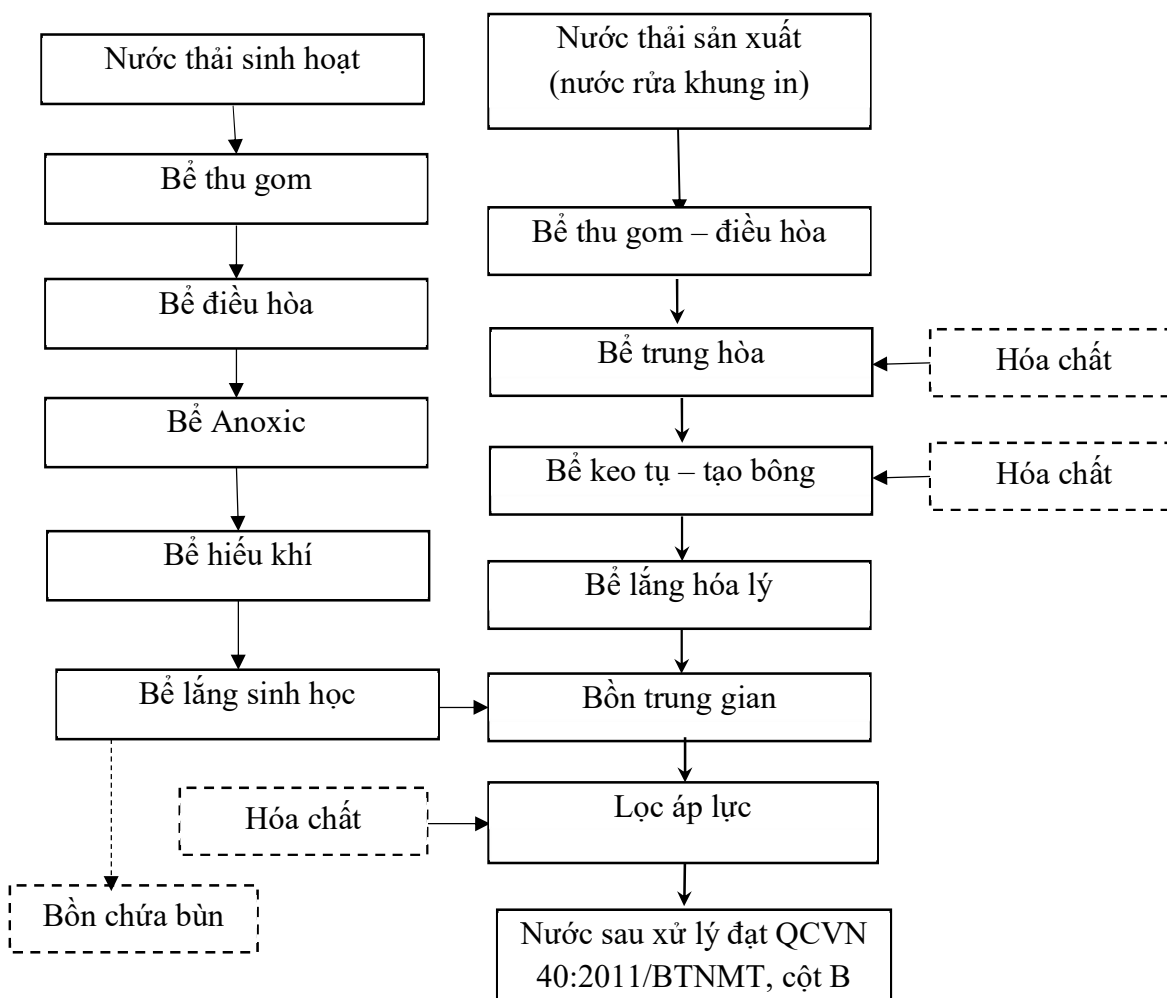 Nước thải sinh hoạt
Bể thu gom
Bể điều hòa
Bể Anoxic
Bể hiếu khí
Bể lắng sinh học
Bồn chứa bùn
Nước thải sản xuất
(nước rửa khung in)
Bể thu gom – điều hòa
Bể trung hòa
Hóa chất
Bể keo tụ – tạo bông
Hóa chất
Bể lắng hóa lý
Bồn trung gian
Hóa chất
Lọc áp lực
Nước sau xử lý đạt QCVN
40:2011/BTNMT, cột B